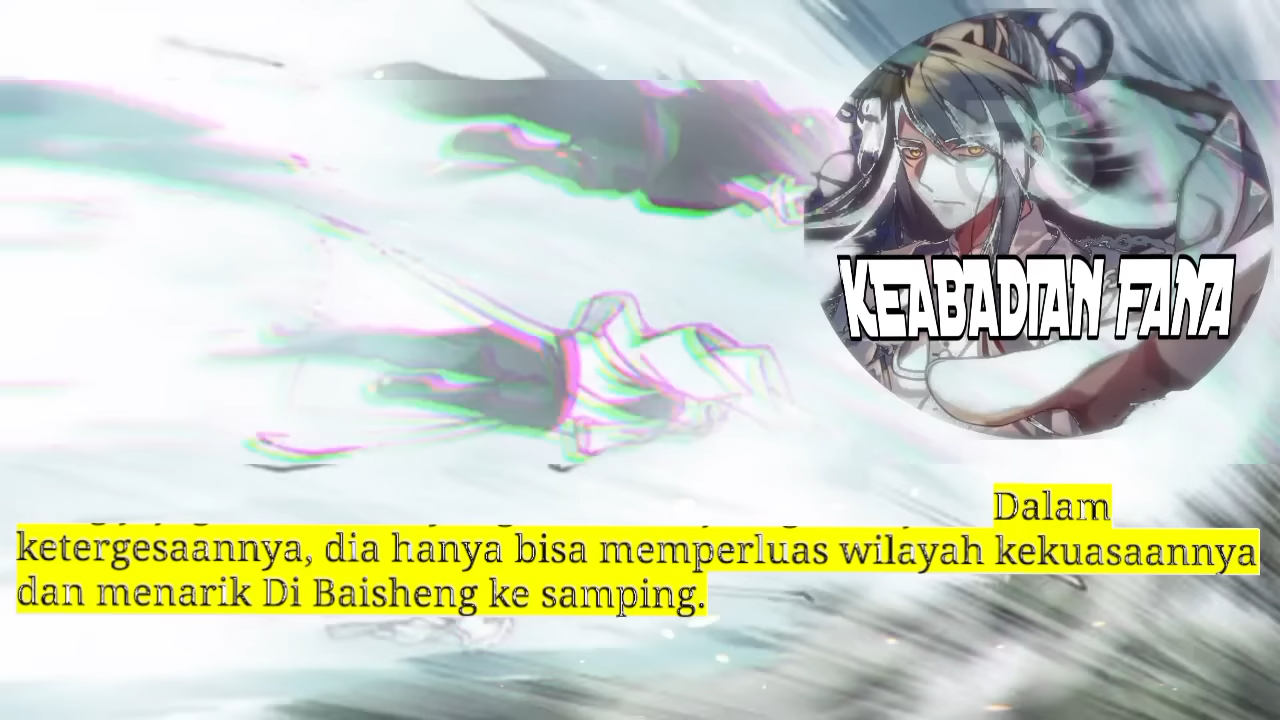 KEABADIAN FANA
Dalam
ketergesaannya, dia hanya bisa memperluas wilayah kekuasaannya
dan menarik Di Baisheng ke samping.